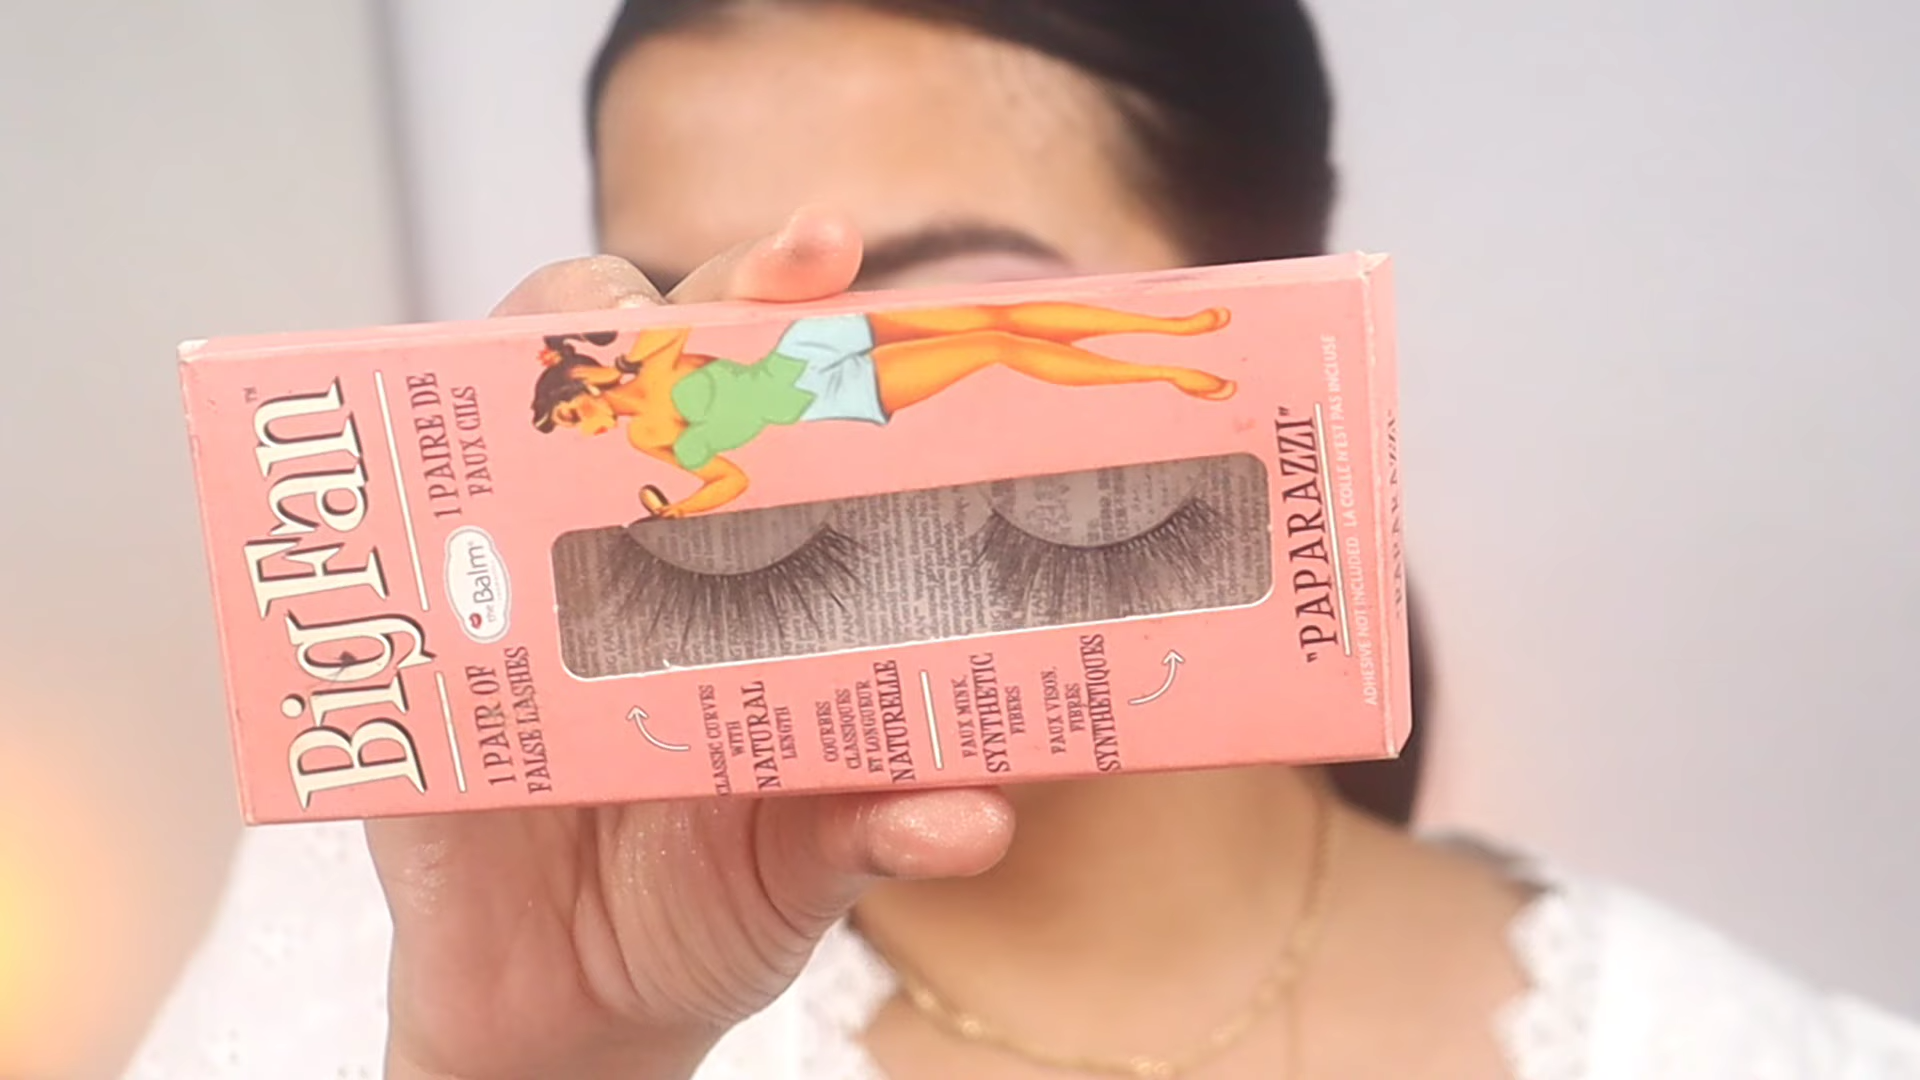 Big Fan™
1 PAIR OF
FALSE LASHES
the Balm
1 PAIRE DE
FAUX CILS
CLASSIC CURVES
WITH
NATURAL
LENGTH
COURBES
CLASSIQUES
ET LONGUEUR
NATURELLE
FAUX MINK,
SYNTHETIC
FIBERS
FAUX VISON,
FIBRES
SYNTHÉTIQUES
"PAPARAZZI"
ADHESIVE NOT INCLUDED. LA COLLE N'EST PAS INCLUSE
"PAPARAZZI"